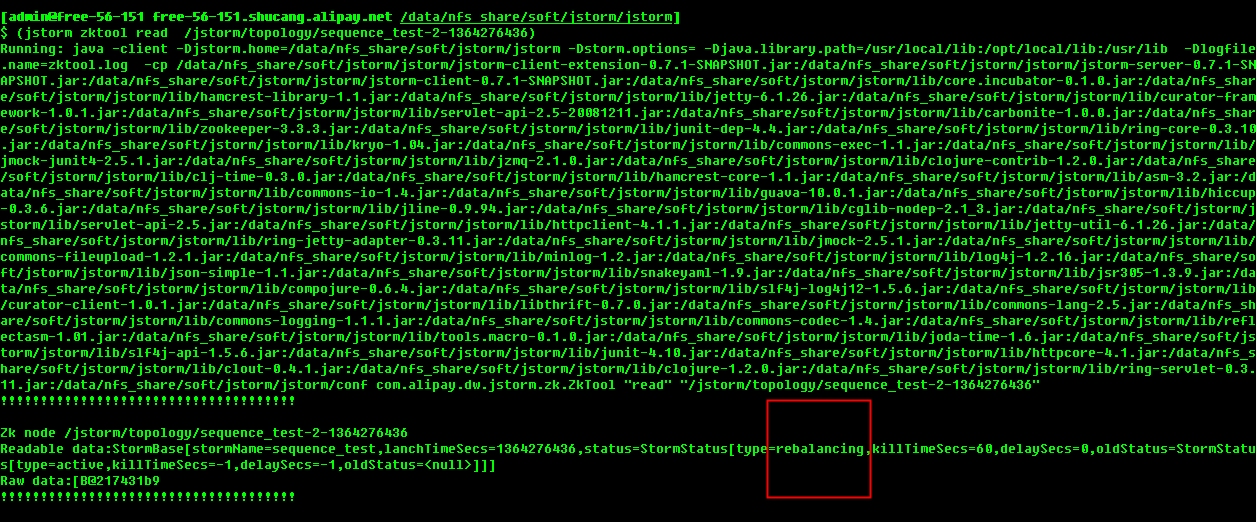 [admin@free-56-151 free-56-151.shucang.alipay.net /data/nfs_share/soft/jstorm/jstorm]
$ (jstorm zktool read  /jstorm/topology/sequence_test-2-1364276436)
Running: java -client -Djstorm.home=/data/nfs_share/soft/jstorm/jstorm -Dstorm.options= -Djava.library.path=/usr/local/lib:/opt/local/lib:/usr/lib  -Dlogfile
.name=zktool.log  -cp /data/nfs_share/soft/jstorm/jstorm/jstorm-client-extension-0.7.1-SNAPSHOT.jar:/data/nfs_share/soft/jstorm/jstorm/jstorm-server-0.7.1-SN
APSHOT.jar:/data/nfs_share/soft/jstorm/jstorm/jstorm-client-0.7.1-SNAPSHOT.jar:/data/nfs_share/soft/jstorm/jstorm/lib/core.incubator-0.1.0.jar:/data/nfs_shar
e/soft/jstorm/jstorm/lib/hamcrest-library-1.1.jar:/data/nfs_share/soft/jstorm/jstorm/lib/jetty-6.1.26.jar:/data/nfs_share/soft/jstorm/jstorm/lib/curator-fram
ework-1.0.1.jar:/data/nfs_share/soft/jstorm/jstorm/lib/servlet-api-2.5-20081211.jar:/data/nfs_share/soft/jstorm/jstorm/lib/carbonite-1.0.0.jar:/data/nfs_shar
e/soft/jstorm/jstorm/lib/zookeeper-3.3.3.jar:/data/nfs_share/soft/jstorm/jstorm/lib/junit-dep-4.4.jar:/data/nfs_share/soft/jstorm/jstorm/lib/ring-core-0.3.10
.jar:/data/nfs_share/soft/jstorm/jstorm/lib/kryo-1.04.jar:/data/nfs_share/soft/jstorm/jstorm/lib/commons-exec-1.1.jar:/data/nfs_share/soft/jstorm/jstorm/lib/
jmock-junit4-2.5.1.jar:/data/nfs_share/soft/jstorm/jstorm/lib/jzmq-2.1.0.jar:/data/nfs_share/soft/jstorm/jstorm/lib/clojure-contrib-1.2.0.jar:/data/nfs_share
/soft/jstorm/jstorm/lib/clj-time-0.3.0.jar:/data/nfs_share/soft/jstorm/jstorm/lib/hamcrest-core-1.1.jar:/data/nfs_share/soft/jstorm/jstorm/lib/asm-3.2.jar:/d
ata/nfs_share/soft/jstorm/jstorm/lib/commons-io-1.4.jar:/data/nfs_share/soft/jstorm/jstorm/lib/guava-10.0.1.jar:/data/nfs_share/soft/jstorm/jstorm/lib/hiccup
-0.3.6.jar:/data/nfs_share/soft/jstorm/jstorm/lib/jline-0.9.94.jar:/data/nfs_share/soft/jstorm/jstorm/lib/cglib-nodep-2.1_3.jar:/data/nfs_share/soft/jstorm/j
storm/lib/servlet-api-2.5.jar:/data/nfs_share/soft/jstorm/jstorm/lib/httpclient-4.1.1.jar:/data/nfs_share/soft/jstorm/jstorm/lib/jetty-util-6.1.26.jar:/data/
nfs_share/soft/jstorm/jstorm/lib/ring-jetty-adapter-0.3.11.jar:/data/nfs_share/soft/jstorm/jstorm/lib/jmock-2.5.1.jar:/data/nfs_share/soft/jstorm/jstorm/lib/
commons-fileupload-1.2.1.jar:/data/nfs_share/soft/jstorm/jstorm/lib/minlog-1.2.jar:/data/nfs_share/soft/jstorm/jstorm/lib/log4j-1.2.16.jar:/data/nfs_share/so
ft/jstorm/jstorm/lib/json-simple-1.1.jar:/data/nfs_share/soft/jstorm/jstorm/lib/snakeyaml-1.9.jar:/data/nfs_share/soft/jstorm/jstorm/lib/jsr305-1.3.9.jar:/da
ta/nfs_share/soft/jstorm/jstorm/lib/compojure-0.6.4.jar:/data/nfs_share/soft/jstorm/jstorm/lib/slf4j-log4j12-1.5.6.jar:/data/nfs_share/soft/jstorm/jstorm/lib
/curator-client-1.0.1.jar:/data/nfs_share/soft/jstorm/jstorm/lib/libthrift-0.7.0.jar:/data/nfs_share/soft/jstorm/jstorm/lib/commons-lang-2.5.jar:/data/nfs_sh
are/soft/jstorm/jstorm/lib/commons-logging-1.1.1.jar:/data/nfs_share/soft/jstorm/jstorm/lib/commons-codec-1.4.jar:/data/nfs_share/soft/jstorm/jstorm/lib/refl
ectasm-1.01.jar:/data/nfs_share/soft/jstorm/jstorm/lib/tools.macro-0.1.0.jar:/data/nfs_share/soft/jstorm/jstorm/lib/joda-time-1.6.jar:/data/nfs_share/soft/js
torm/jstorm/lib/slf4j-api-1.5.6.jar:/data/nfs_share/soft/jstorm/jstorm/lib/junit-4.10.jar:/data/nfs_share/soft/jstorm/jstorm/lib/httpcore-4.1.jar:/data/nfs_s
hare/soft/jstorm/jstorm/lib/clout-0.4.1.jar:/data/nfs_share/soft/jstorm/jstorm/lib/clojure-1.2.0.jar:/data/nfs_share/soft/jstorm/jstorm/lib/ring-servlet-0.3.
11.jar:/data/nfs_share/soft/jstorm/jstorm/conf com.alipay.dw.jstorm.zk.ZkTool "read" "/jstorm/topology/sequence_test-2-1364276436"
!!!!!!!!!!!!!!!!!!!!!!!!!!!!!!!!!!!!!
Zk node /jstorm/topology/sequence_test-2-1364276436
Readable data:StormBase[stormName=sequence_test,lanchTimeSecs=1364276436,status=StormStatus[type=rebalancing,killTimeSecs=60,delaySecs=0,oldStatus=StormStatu
s[type=active,killTimeSecs=-1,delaySecs=-1,oldStatus=<null>]]]
Raw data:[B@217431b9
!!!!!!!!!!!!!!!!!!!!!!!!!!!!!!!!!!!!!